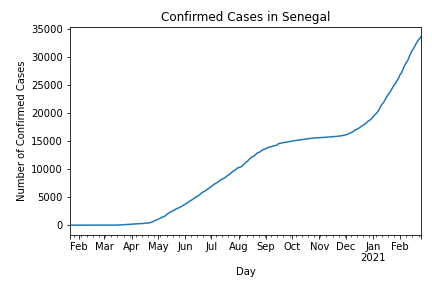 Confirmed Cases in Senegal
35000
30000
25000
20000
15000
10000
5000
0
Number of Confirmed Cases
Feb Mar Apr May Jun Jul Aug Sep Oct Nov Dec Jan Feb
2021
Day